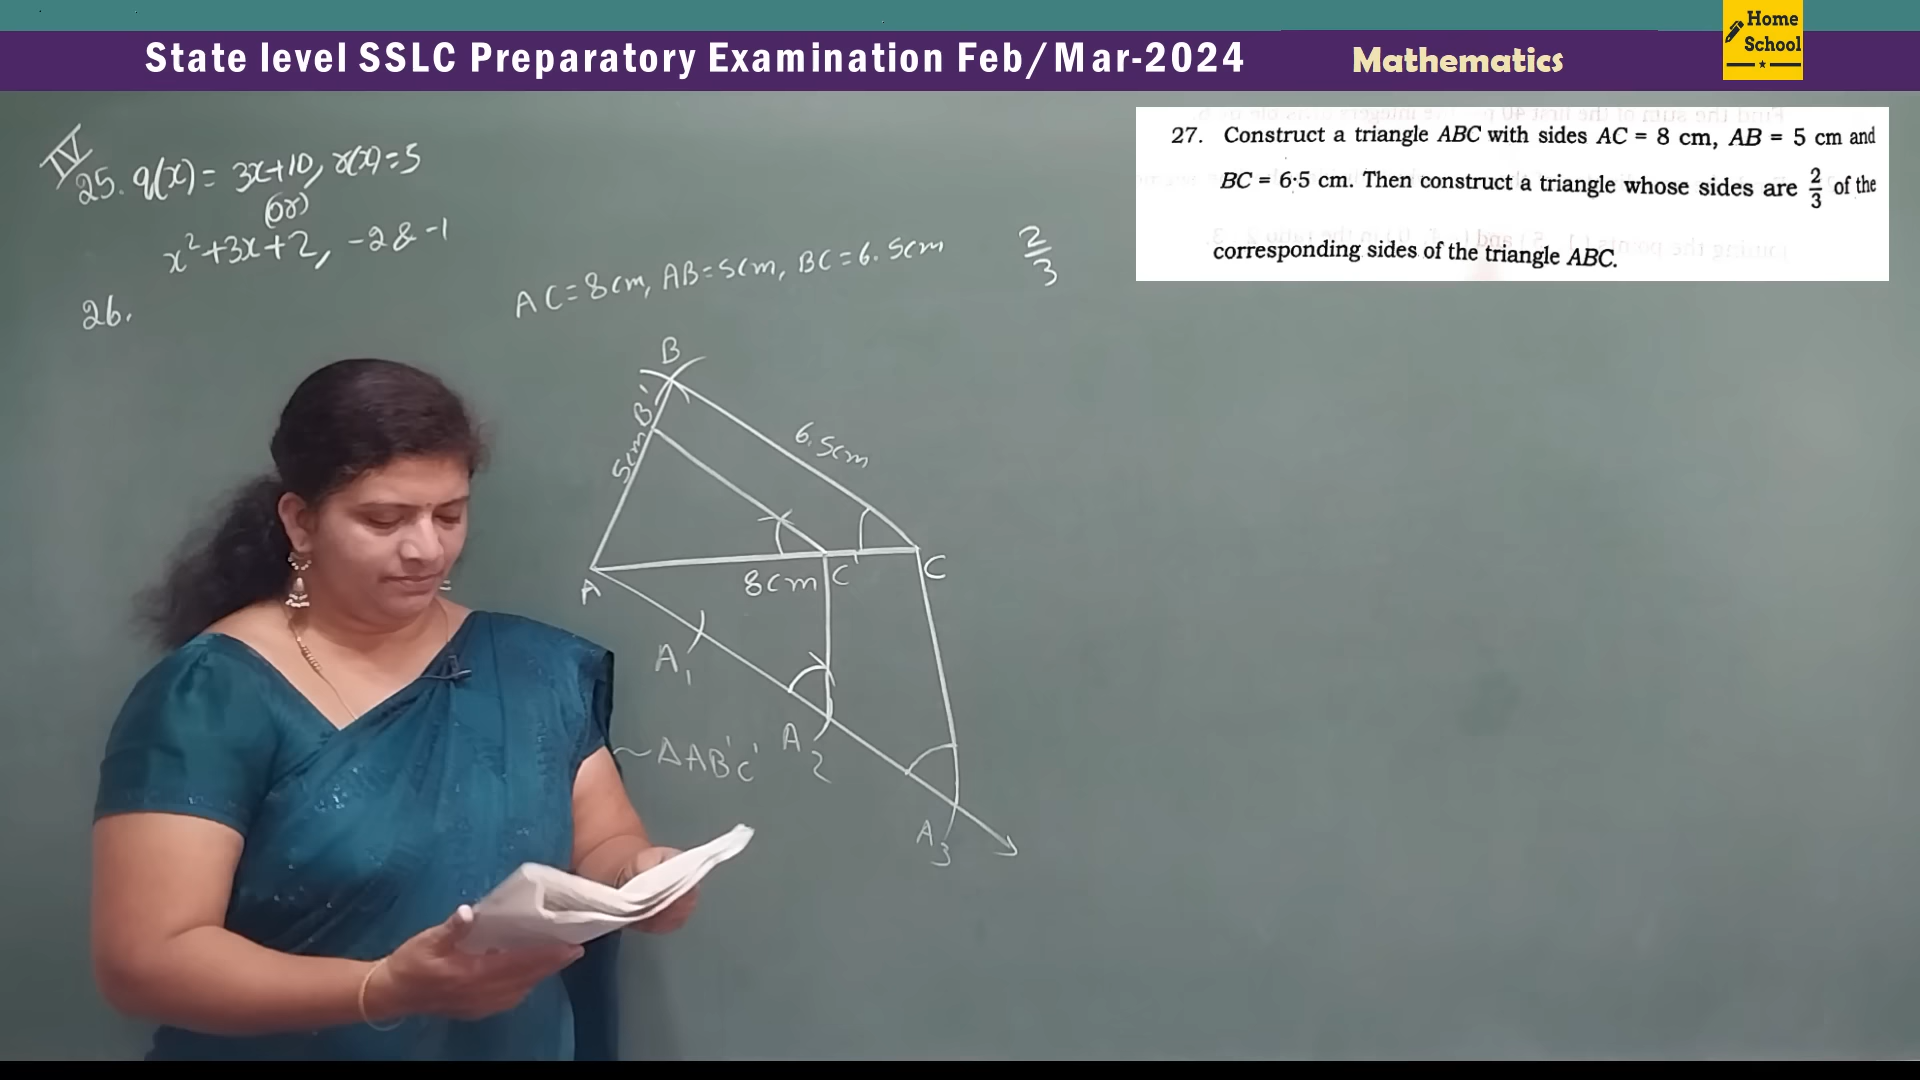 State level SSLC Preparatory Examination Feb/Mar-2024
Mathematics
Home
School
27. Construct a triangle ABC with sides AC = 8 cm, AB = 5 cm and
BC = 6·5 cm. Then construct a triangle whose sides are 2/3 of the
corresponding sides of the triangle ABC.
IV
25. q(x) = 3x+10, r(x) = 5
(or)
x²+3x+2, -2 & -1
26.
AC = 8cm, AB = 5cm, BC = 6.5cm 2/3
B
B'
5cm
6.5cm
A
8cm
C'
C
A₁
A₂
~ΔAB'C'
A₃